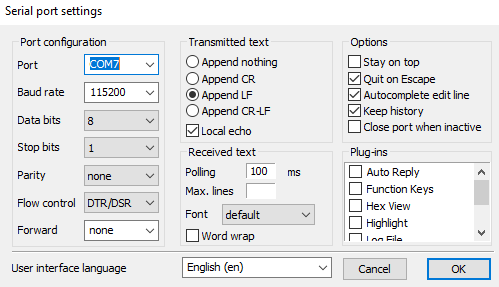 Serial port settings
Port configuration
Port COM7
Baud rate 115200
Data bits 8
Stop bits 1
Parity none
Flow control DTR/DSR
Forward none
Transmitted text
Append nothing
Append CR
Append LF
Append CR-LF
Local echo
Received text
Polling 100 ms
Max. lines
Font default
Word wrap
Options
Stay on top
Quit on Escape
Autocomplete edit line
Keep history
Close port when inactive
Plug-ins
Auto Reply
Function Keys
Hex View
Highlight
Log File
User interface language English (en) Cancel OK